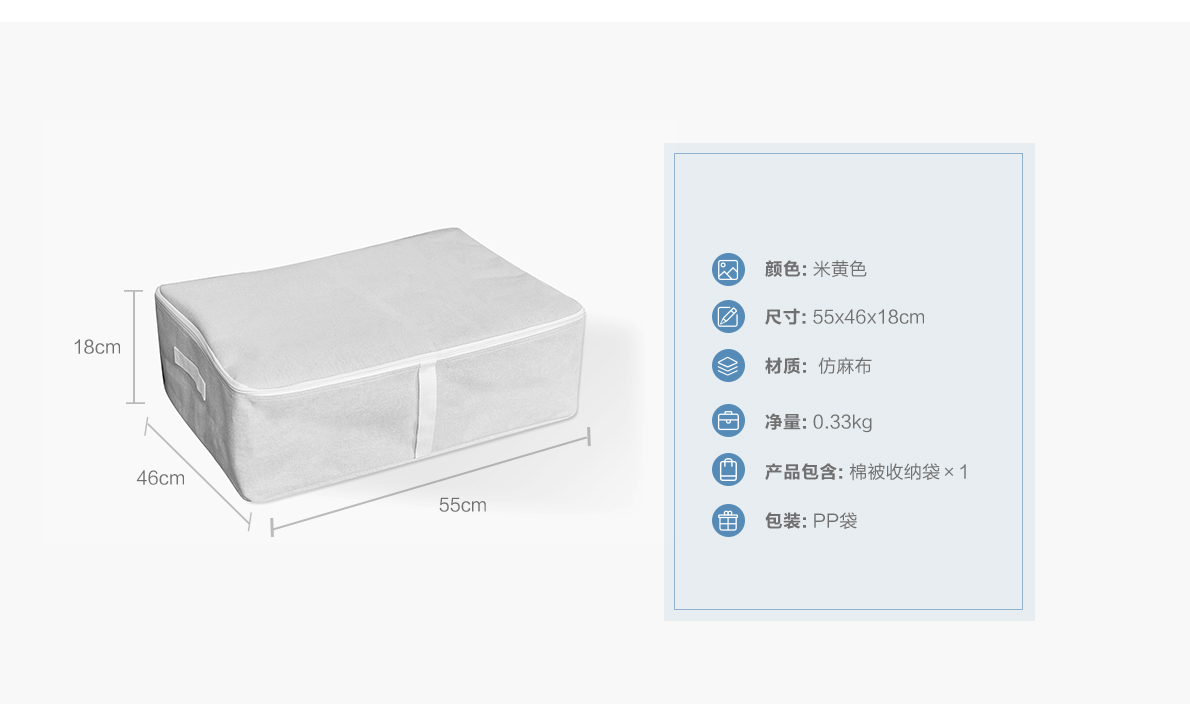 18cm
46cm
55cm
颜色: 米黄色
尺寸: 55x46x18cm
材质: 仿麻布
净量: 0.33kg
产品包含: 棉被收纳袋×1
包装: PP袋